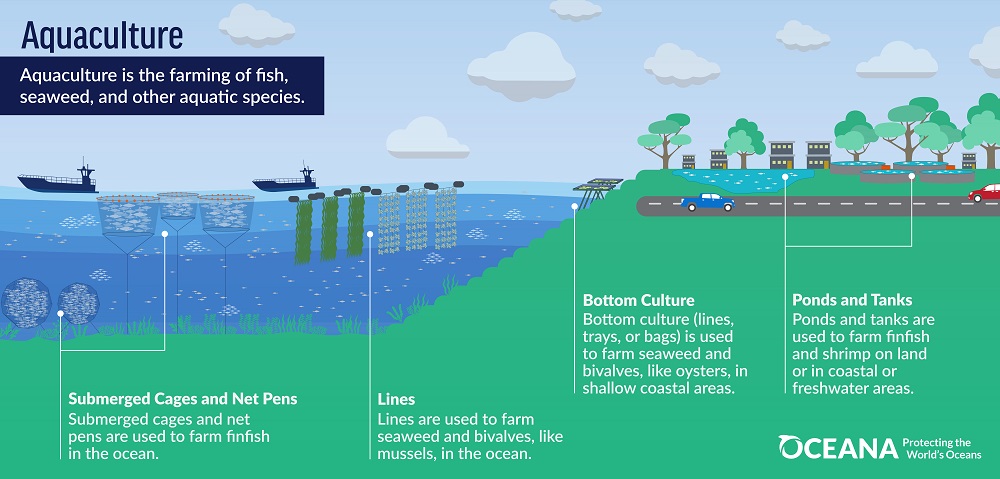 Aquaculture
Aquaculture is the farming of fish,
seaweed, and other aquatic species.
Submerged Cages and Net Pens
Submerged cages and net
pens are used to farm finfish
in the ocean.
Lines
Lines are used to farm
seaweed and bivalves, like
mussels, in the ocean.
Bottom Culture
Bottom culture (lines,
trays, or bags) is used
to farm seaweed and
bivalves, like oysters, in
shallow coastal areas.
Ponds and Tanks
Ponds and tanks are
used to farm finfish
and shrimp on land
or in coastal or
freshwater areas.
OCEANA
Protecting the
World's Oceans